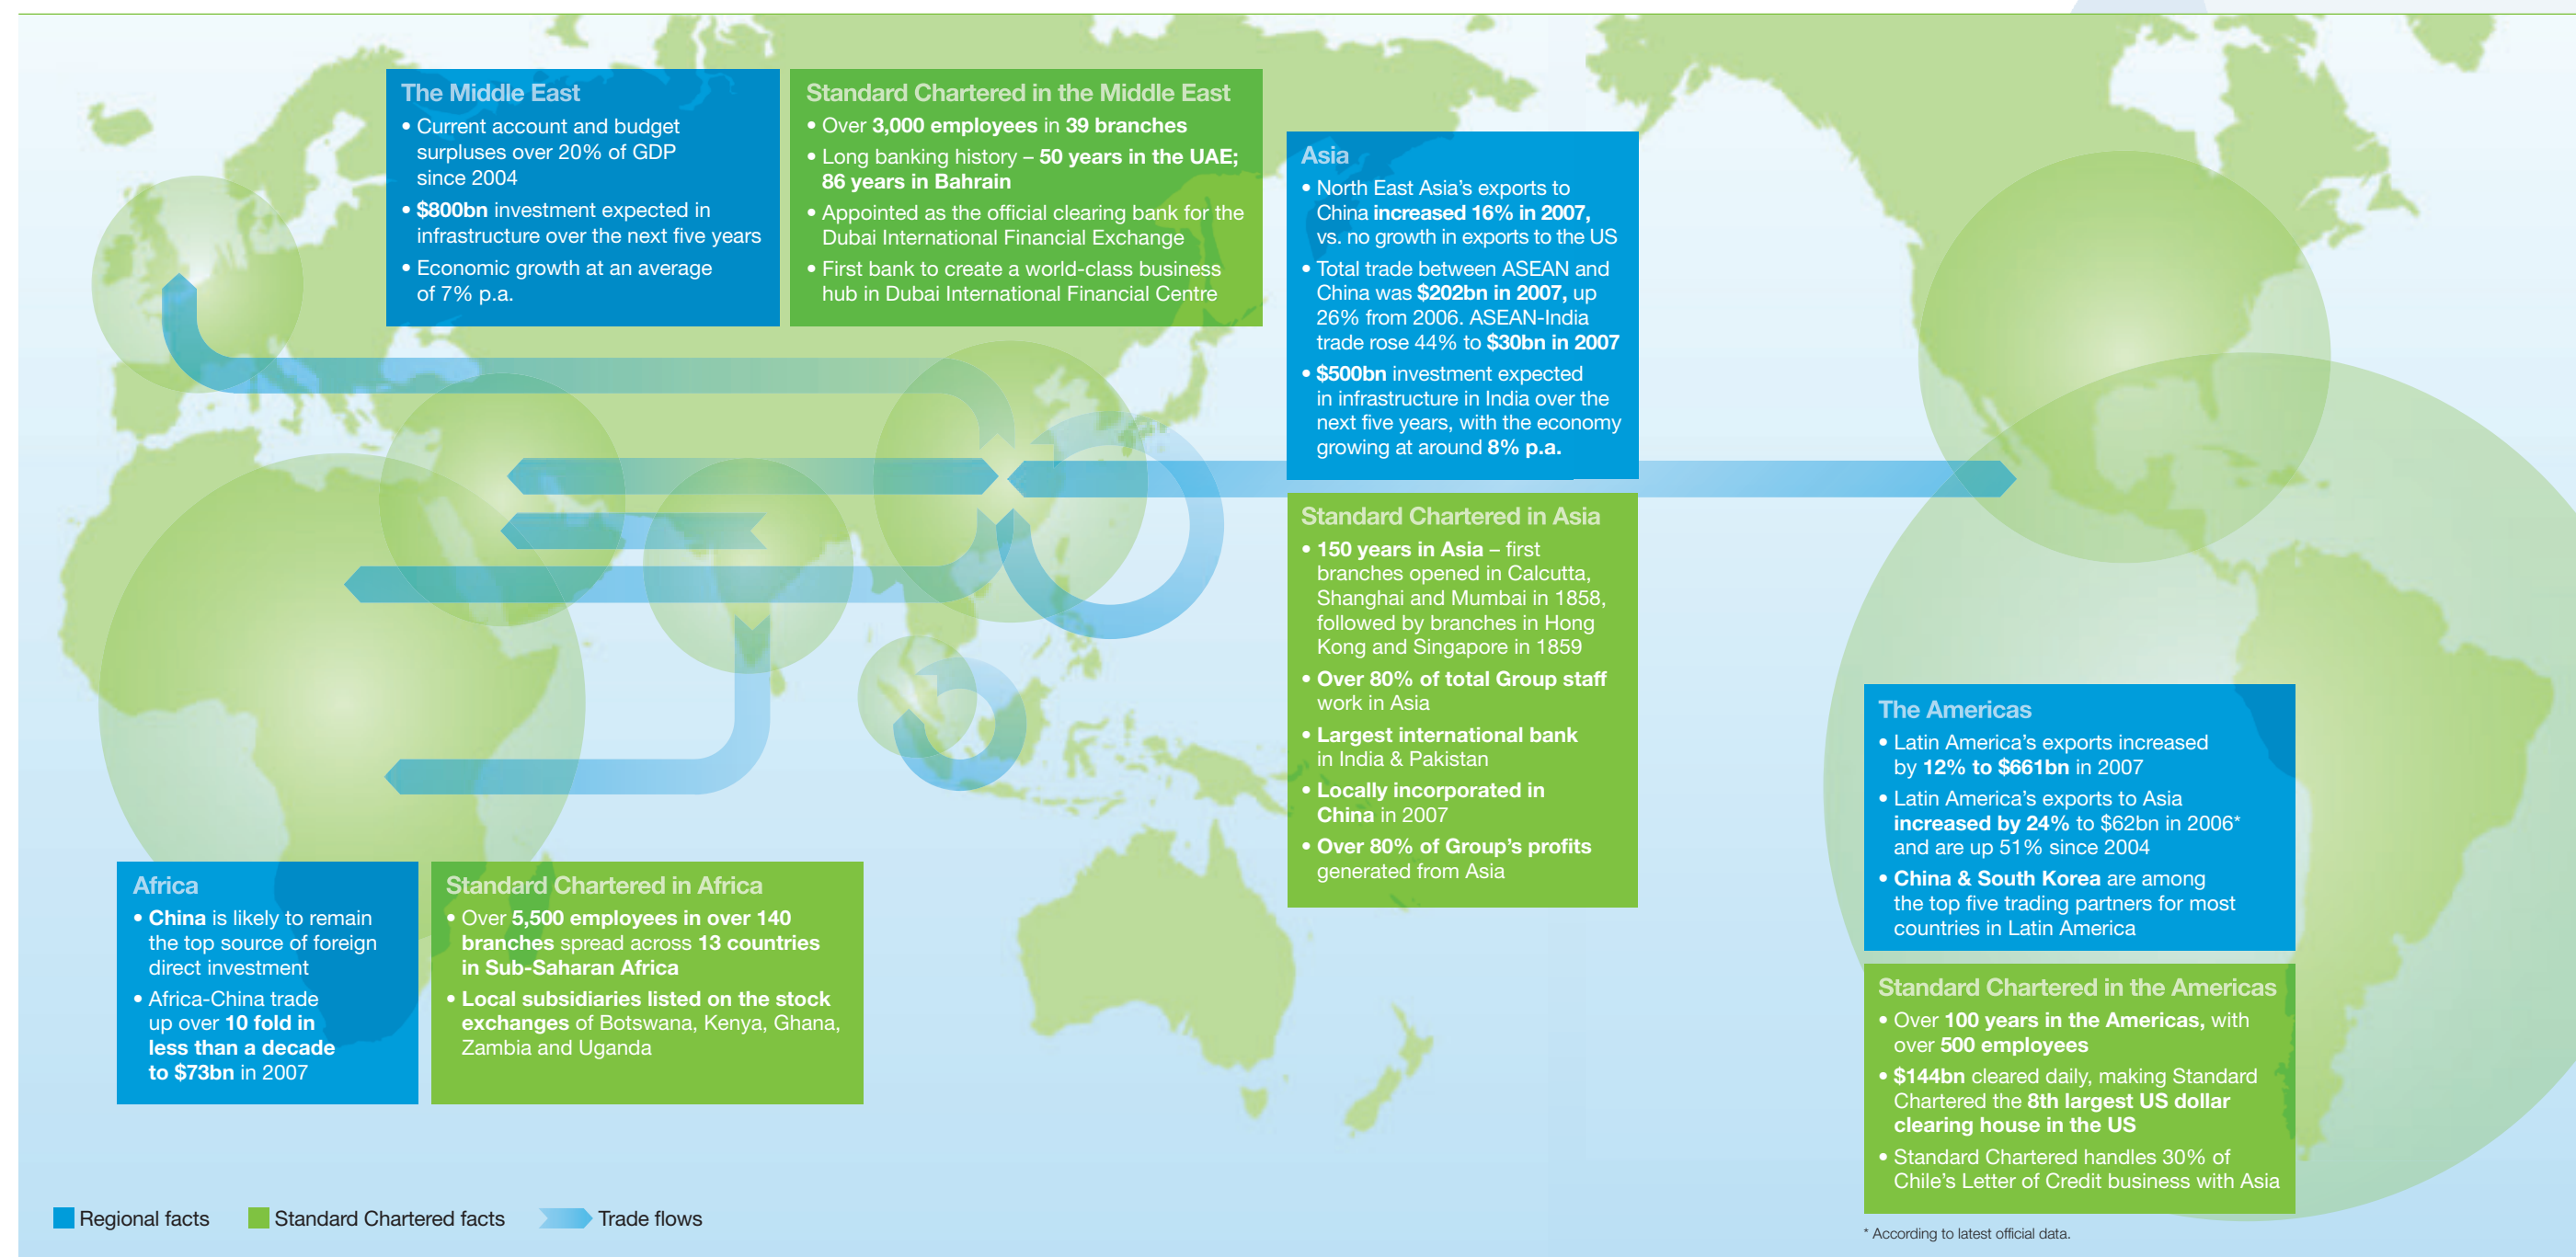 The Middle East
• Current account and budget
surpluses over 20% of GDP
since 2004
• $800bn investment expected in
infrastructure over the next five years
• Economic growth at an average
of 7% p.a.
Standard Chartered in the Middle East
• Over 3,000 employees in 39 branches
• Long banking history – 50 years in the UAE;
86 years in Bahrain
• Appointed as the official clearing bank for the
Dubai International Financial Exchange
• First bank to create a world-class business
hub in Dubai International Financial Centre
Asia
• North East Asia's exports to
China increased 16% in 2007,
vs. no growth in exports to the US
• Total trade between ASEAN and
China was $202bn in 2007, up
26% from 2006. ASEAN-India
trade rose 44% to $30bn in 2007
• $500bn investment expected
in infrastructure in India over the
next five years, with the economy
growing at around 8% p.a.
Standard Chartered in Asia
• 150 years in Asia – first
branches opened in Calcutta,
Shanghai and Mumbai in 1858,
followed by branches in Hong
Kong and Singapore in 1859
• Over 80% of total Group staff
work in Asia
• Largest international bank
in India & Pakistan
• Locally incorporated in
China in 2007
• Over 80% of Group's profits
generated from Asia
The Americas
• Latin America's exports increased
by 12% to $661bn in 2007
• Latin America's exports to Asia
increased by 24% to $62bn in 2006*
and are up 51% since 2004
• China & South Korea are among
the top five trading partners for most
countries in Latin America
Standard Chartered in the Americas
• Over 100 years in the Americas, with
over 500 employees
• $144bn cleared daily, making Standard
Chartered the 8th largest US dollar
clearing house in the US
• Standard Chartered handles 30% of
Chile's Letter of Credit business with Asia
* According to latest official data.
Africa
• China is likely to remain
the top source of foreign
direct investment
• Africa-China trade
up over 10 fold in
less than a decade
to $73bn in 2007
Standard Chartered in Africa
• Over 5,500 employees in over 140
branches spread across 13 countries
in Sub-Saharan Africa
• Local subsidiaries listed on the stock
exchanges of Botswana, Kenya, Ghana,
Zambia and Uganda
Regional facts
Standard Chartered facts
Trade flows